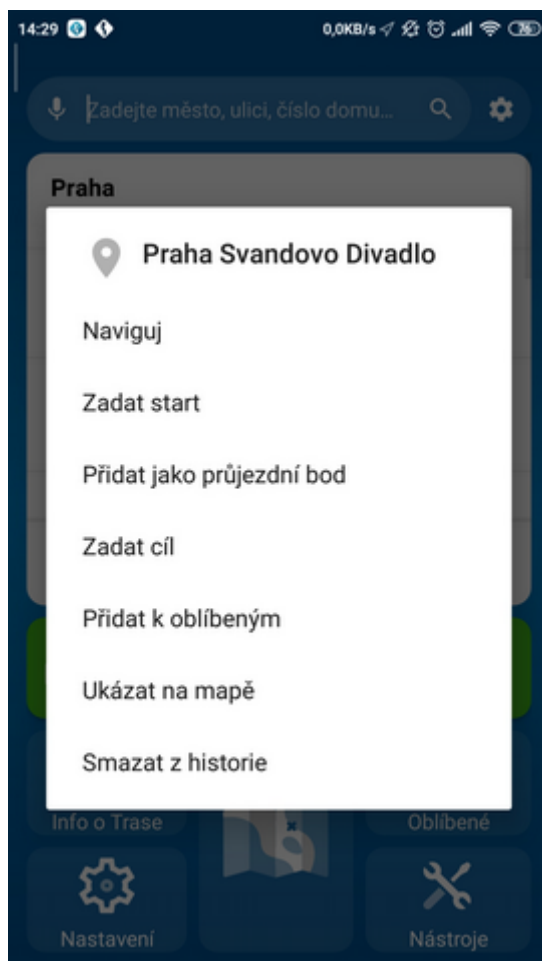 14:29 0,0KB/s 76
Zadejte město, ulici, číslo domu...
Praha
Praha Svandovo Divadlo
Naviguj
Zadat start
Přidat jako průjezdní bod
Zadat cíl
Přidat k oblíbeným
Ukázat na mapě
Smazat z historie
Info o Trase Oblíbené
Nastavení Nástroje